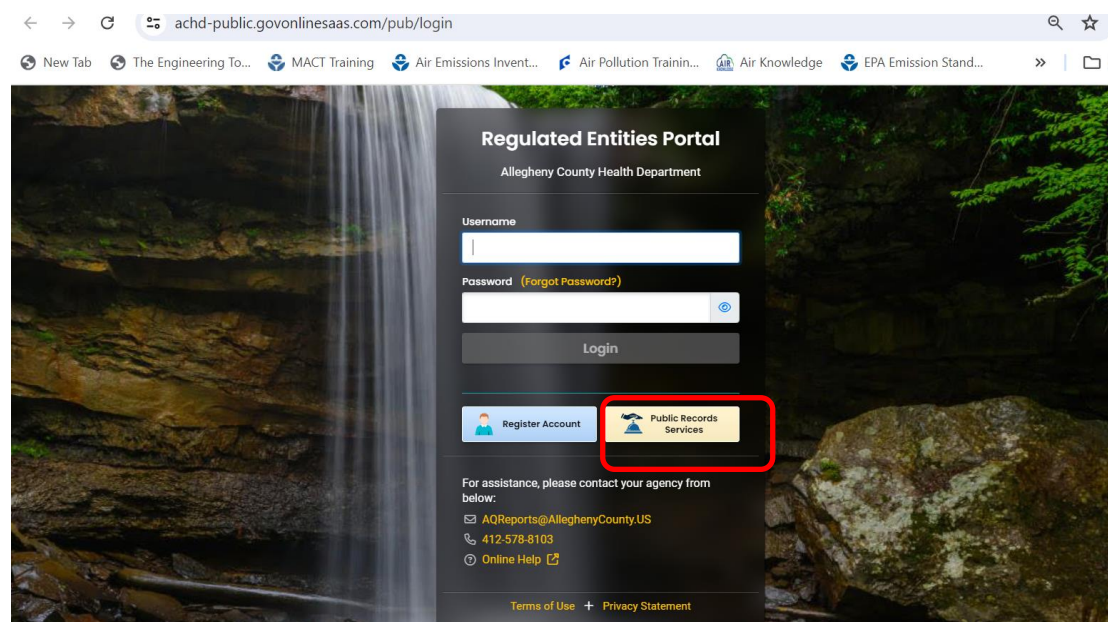 achd-public.govonlinesaas.com/pub/login
New Tab The Engineering To... MACT Training Air Emissions Invent... Air Pollution Trainin... Air Knowledge EPA Emission Stand... »
Regulated Entities Portal
Allegheny County Health Department
Username
Password (Forgot Password?)
Login
Register Account
Public Records
Services
For assistance, please contact your agency from
below:
AQReports@AlleghenyCounty.US
412-578-8103
Online Help
Terms of Use + Privacy Statement